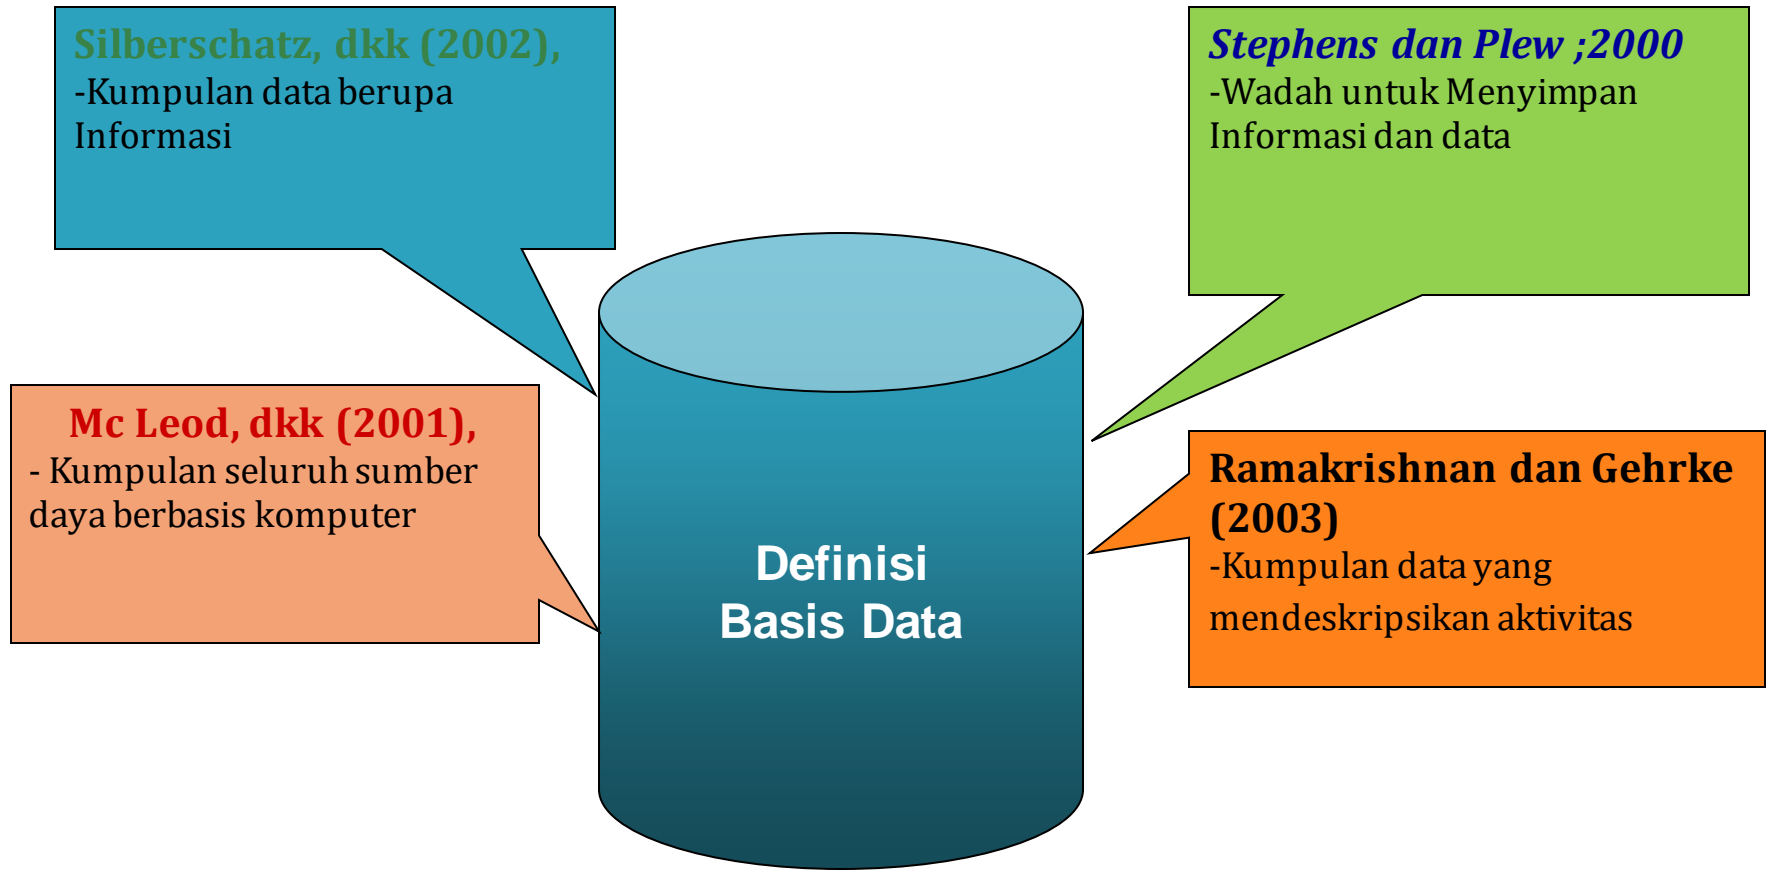 Silberschatz, dkk (2002),
-Kumpulan data berupa
Informasi
Stephens dan Plew ;2000
-Wadah untuk Menyimpan
Informasi dan data
Mc Leod, dkk (2001),
- Kumpulan seluruh sumber
daya berbasis komputer
Ramakrishnan dan Gehrke
(2003)
-Kumpulan data yang
mendeskripsikan aktivitas
Definisi
Basis Data